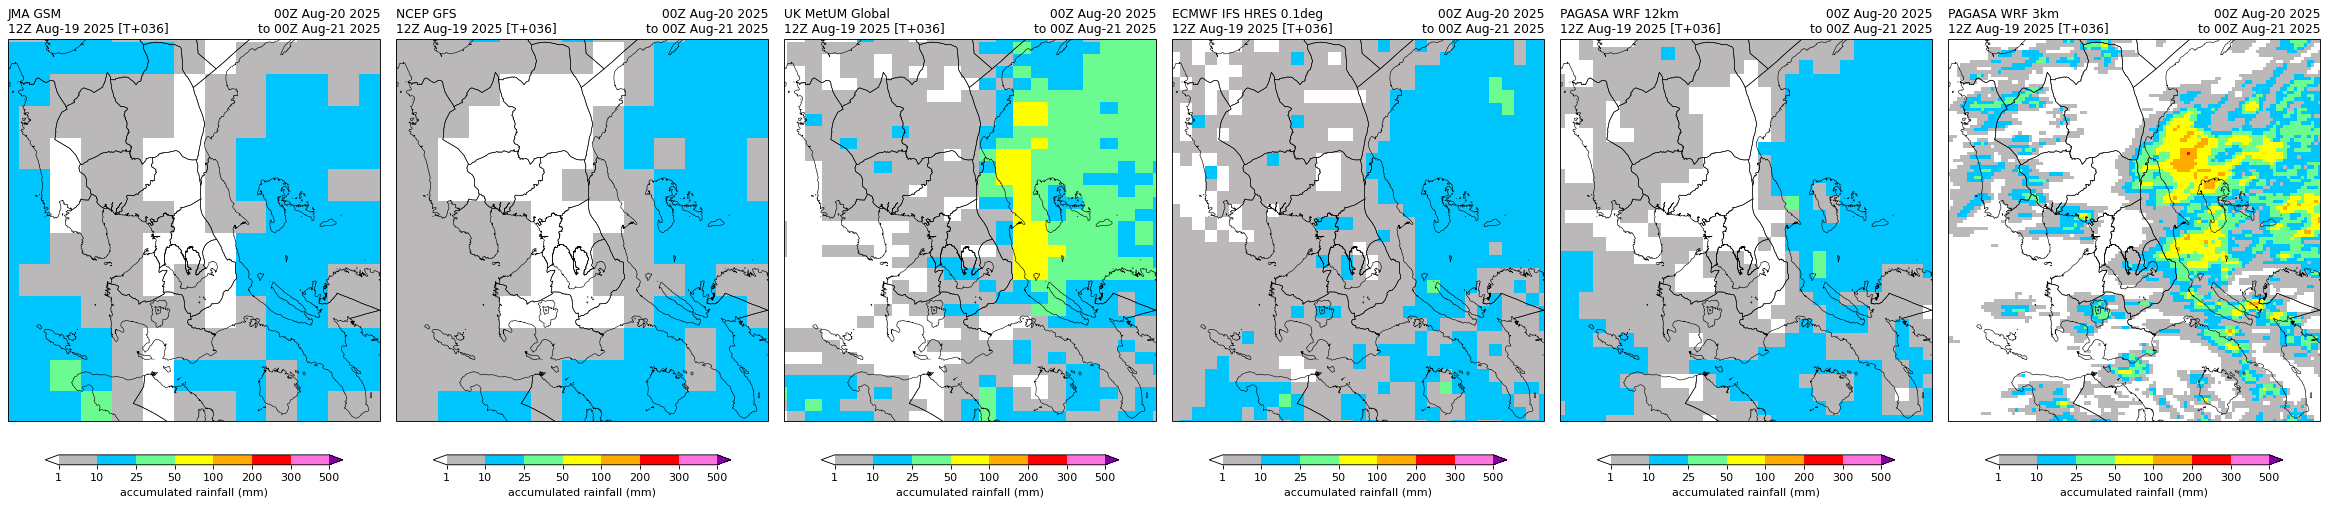 JMA GSM 00Z Aug-20 2025
12Z Aug-19 2025 [T+036] to 00Z Aug-21 2025
NCEP GFS 00Z Aug-20 2025
12Z Aug-19 2025 [T+036] to 00Z Aug-21 2025
UK MetUM Global 00Z Aug-20 2025
12Z Aug-19 2025 [T+036] to 00Z Aug-21 2025
ECMWF IFS HRES 0.1deg 00Z Aug-20 2025
12Z Aug-19 2025 [T+036] to 00Z Aug-21 2025
PAGASA WRF 12km 00Z Aug-20 2025
12Z Aug-19 2025 [T+036] to 00Z Aug-21 2025
PAGASA WRF 3km 00Z Aug-20 2025
12Z Aug-19 2025 [T+036] to 00Z Aug-21 2025
1 10 25 50 100 200 300 500
accumulated rainfall (mm)
1 10 25 50 100 200 300 500
accumulated rainfall (mm)
1 10 25 50 100 200 300 500
accumulated rainfall (mm)
1 10 25 50 100 200 300 500
accumulated rainfall (mm)
1 10 25 50 100 200 300 500
accumulated rainfall (mm)
1 10 25 50 100 200 300 500
accumulated rainfall (mm)